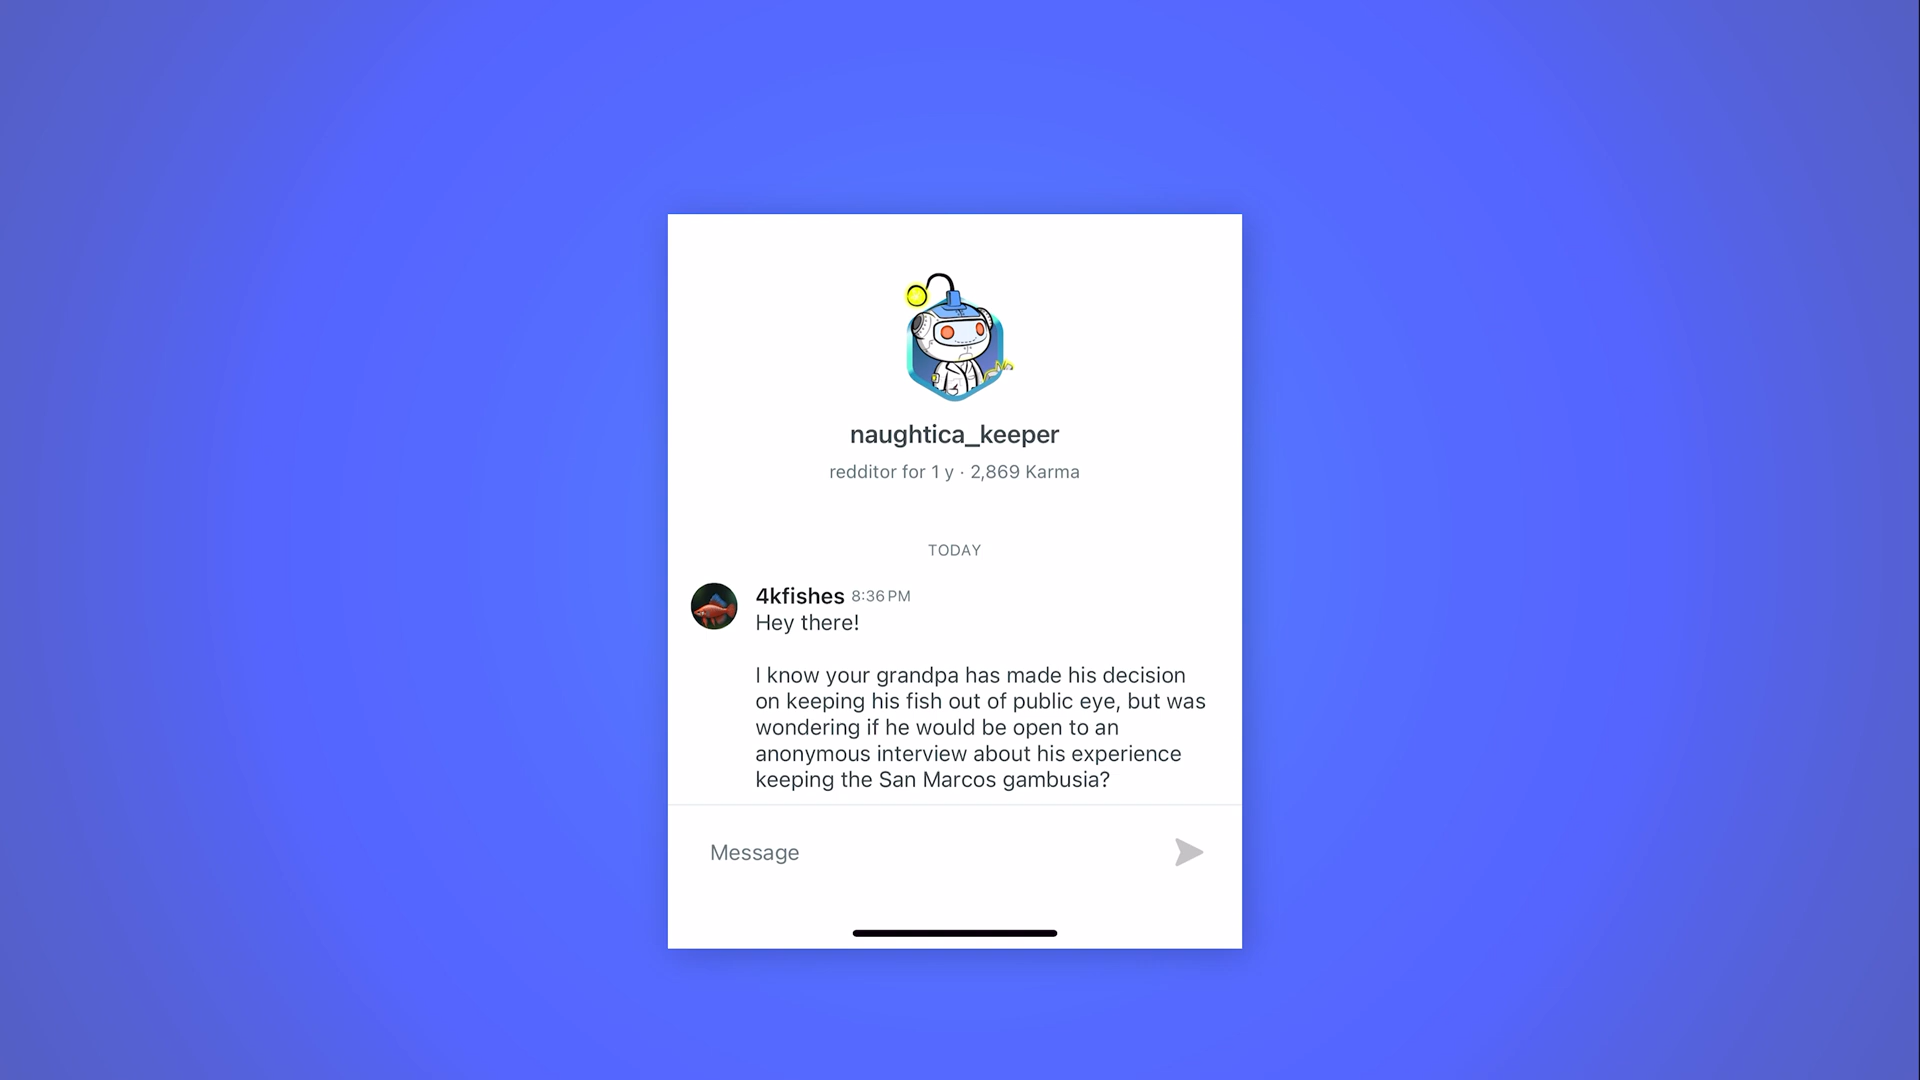 naughtica_keeper
redditor for 1 y · 2,869 Karma
TODAY
4kfishes 8:36 PM
Hey there!
I know your grandpa has made his decision
on keeping his fish out of public eye, but was
wondering if he would be open to an
anonymous interview about his experience
keeping the San Marcos gambusia?
Message